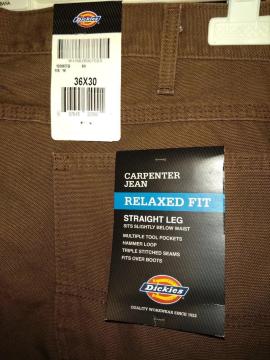 Dickies
36X30
CARPENTER
JEAN
RELAXED FIT
STRAIGHT LEG
SITS SLIGHTLY BELOW WAIST
MULTIPLE TOOL POCKETS
HAMMER LOOP
TRIPLE STITCHED SEAMS
FITS OVER BOOTS
Dickies
QUALITY WORKWEAR SINCE 1922